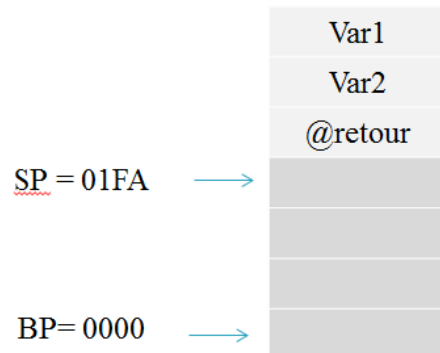 Var1
Var2
@retour
SP = 01FA
BP= 0000